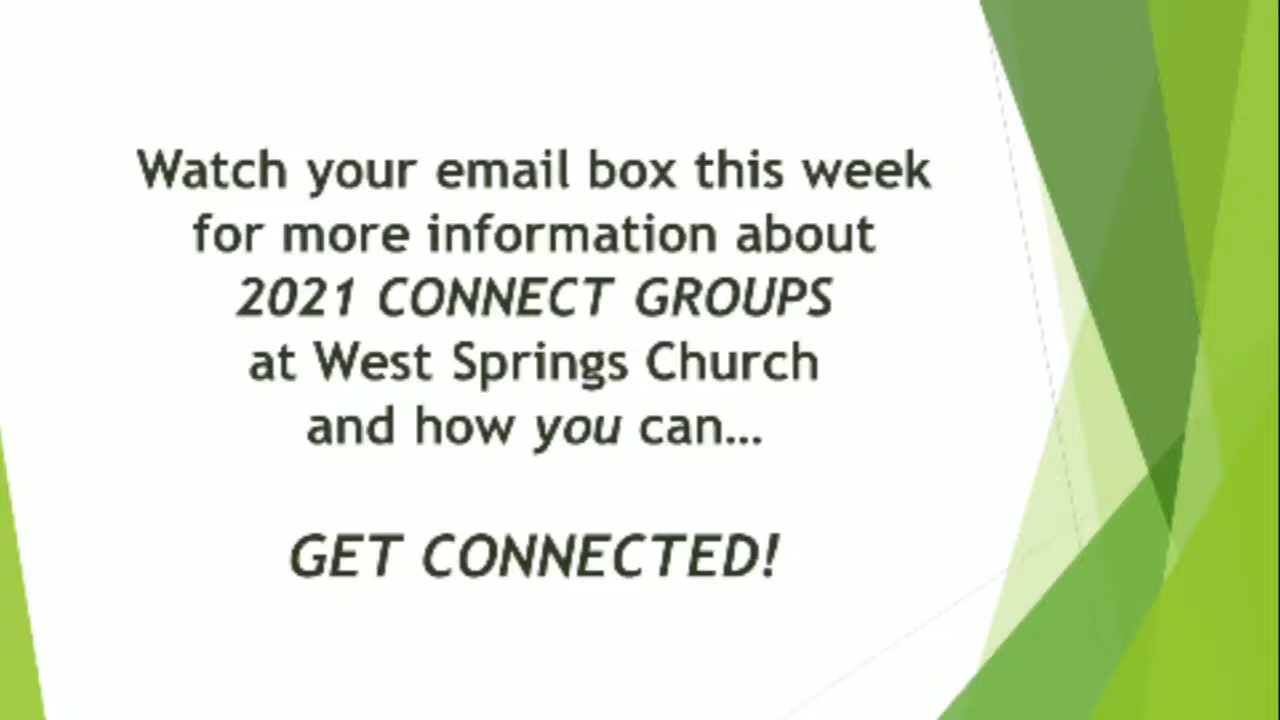 Watch your email box this week
for more information about
2021 CONNECT GROUPS
at West Springs Church
and how you can…
GET CONNECTED!